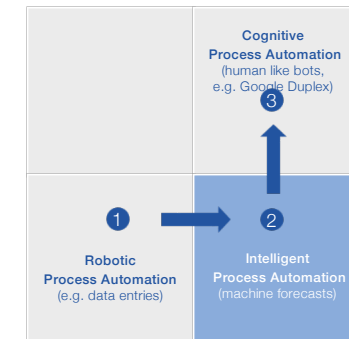 Cognitive
Process Automation
(human like bots,
e.g. Google Duplex)
3
1
2
Robotic
Process Automation
(e.g. data entries)
Intelligent
Process Automation
(machine forecasts)